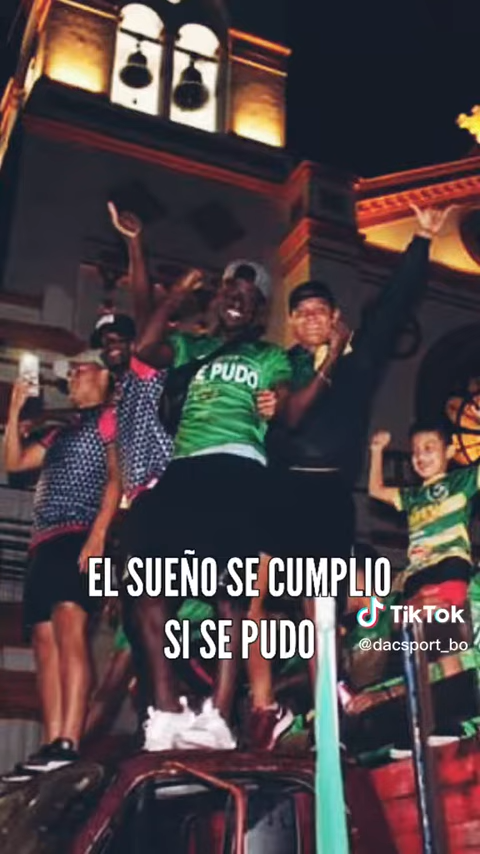 E PUDO
EL SUEÑO SE CUMPLIO
SI SE PUDO
TikTok
@dacsport_bo